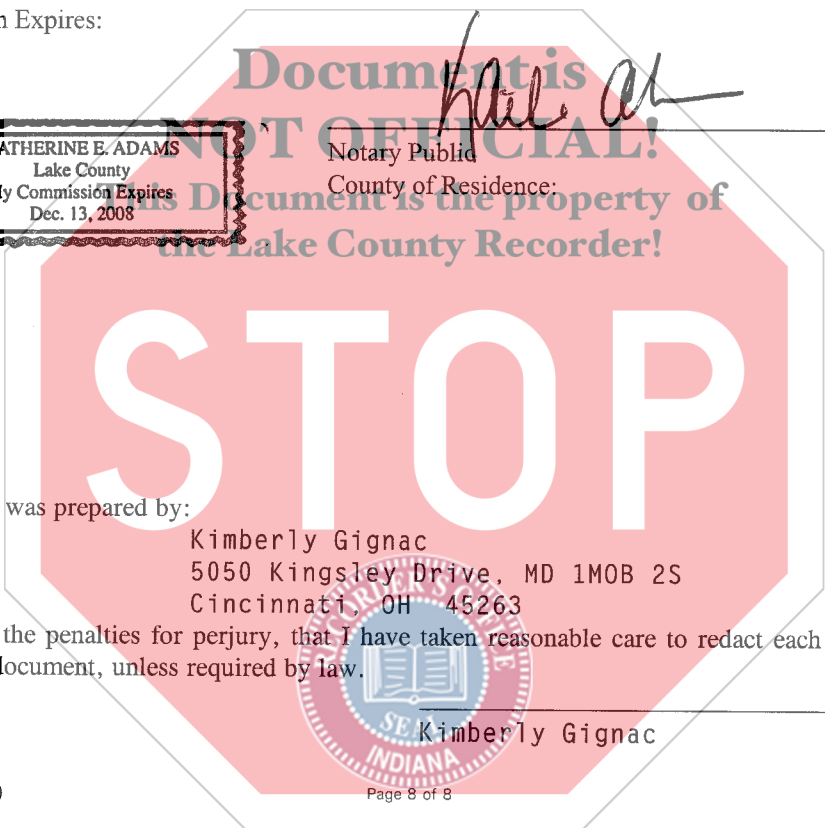 n Expires:
Document is
NOT OFFICIAL!
This Document is the property of
the Lake County Recorder!
ATHERINE E. ADAMS
Lake County
y Commission Expires
Dec. 13, 2008
Notary Public
County of Residence:
STOP
was prepared by:
Kimberly Gignac
5050 Kingsley Drive, MD 1MOB 2S
Cincinnati, OH 45263
the penalties for perjury, that I have taken reasonable care to redact each
document, unless required by law.
RECORDER'S OFFICE
SEAL
INDIANA
Kimberly Gignac
)
Page 8 of 8